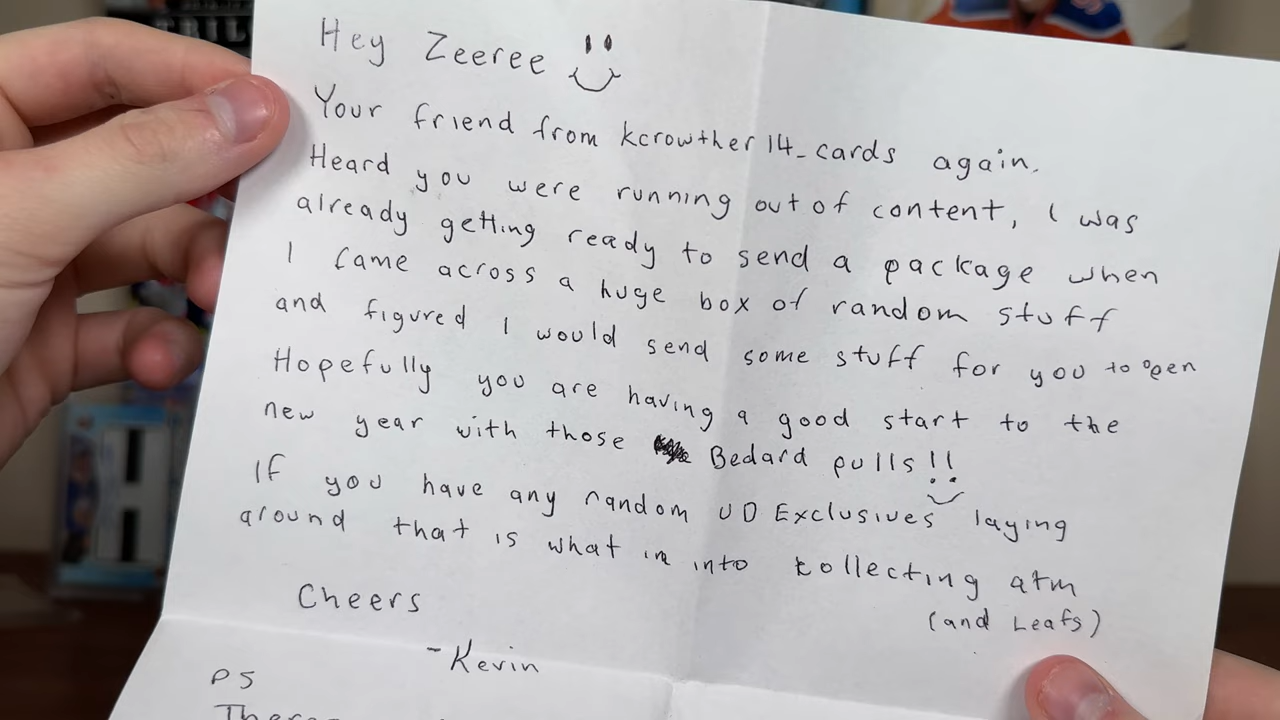 Hey Zeeree
Your friend from kcrowther14_cards again.
Heard you were running out of content, I was
already getting ready to send a package when
I came across a huge box of random stuff
and figured I would send some stuff for you to open
Hopefully you are having a good start to the
new year with those Bedard pulls!!
If you have any random UD Exclusives laying
around that is what im into collecting atm
(and Leafs)
Cheers
-Kevin
PS